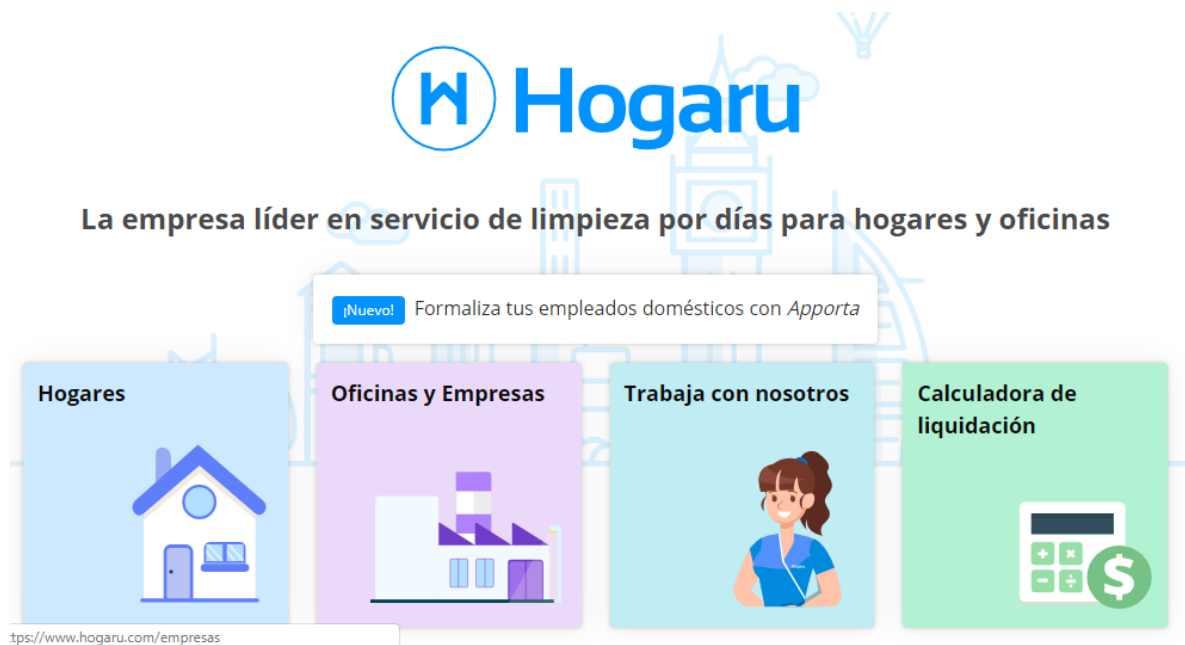 Hogaru
La empresa líder en servicio de limpieza por días para hogares y oficinas
¡Nuevo! Formaliza tus empleados domésticos con Apporta
Hogares
Oficinas y Empresas
Trabaja con nosotros
Calculadora de
liquidación
tps://www.hogaru.com/empresas